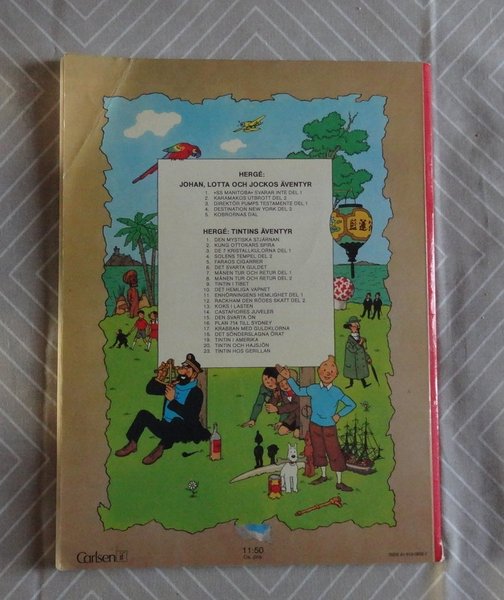 HERGÉ:
JOHAN, LOTTA OCH JOCKOS ÄVENTYR
1. »SS MANITOBA» SVARAR INTE DEL 1
2. KARAMAKOS UTBROTT DEL 2
3. DIREKTÖR PUMPS TESTAMENTE DEL 1
4. DESTINATION NEW YORK DEL 2
5. KOBRORNAS DAL
HERGÉ: TINTINS ÄVENTYR
1. DEN MYSTISKA STJÄRNAN
2. KUNG OTTOKARS SPIRA
3. DE 7 KRISTALLKULORNA DEL 1
4. SOLENS TEMPEL DEL 2
5. FARAOS CIGARRER
6. DET SVARTA GULDET
7. MÅNEN TUR OCH RETUR DEL 1
8. MÅNEN TUR OCH RETUR DEL 2
9. TINTIN I TIBET
10. DET HEMLIGA VAPNET
11. ENHÖRNINGENS HEMLIGHET DEL 1
12. RACKHAM DEN RÖDES SKATT DEL 2
13. KOKS I LASTEN
14. CASTAFIORES JUVELER
15. DEN SVARTA ÖN
16. PLAN 714 TILL SYDNEY
17. KRABBAN MED GULDKLORNA
18. DET SÖNDERSLAGNA ÖRAT
19. TINTIN I AMERIKA
20. TINTIN OCH HAJSJÖN
23. TINTIN HOS GERILLAN
Carlsen if
11:50